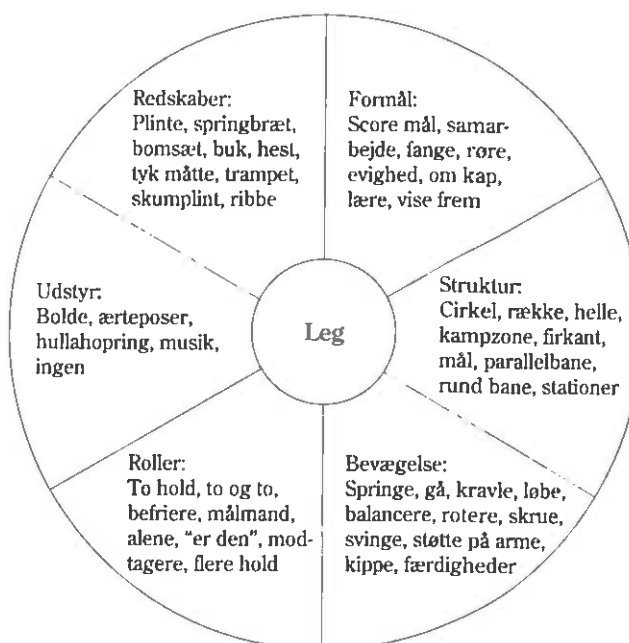 Redskaber:
Plinte, springbræt,
bomsæt, buk, hest,
tyk måtte, trampet,
skumplint, ribbe
Formål:
Score mål, samar-
bejde, fange, røre,
evighed, om kap,
lære, vise frem
Udstyr:
Bolde, ærteposer,
hullahopring, musik,
ingen
Leg
Struktur:
Cirkel, række, helle,
kampzone, firkant,
mål, parallelbane,
rund bane, stationer
Roller:
To hold, to og to,
befriere, målmand,
alene, "er den", mod-
tagere, flere hold
Bevægelse:
Springe, gå, kravle, løbe,
balancere, rotere, skrue,
svinge, støtte på arme,
kippe, færdigheder